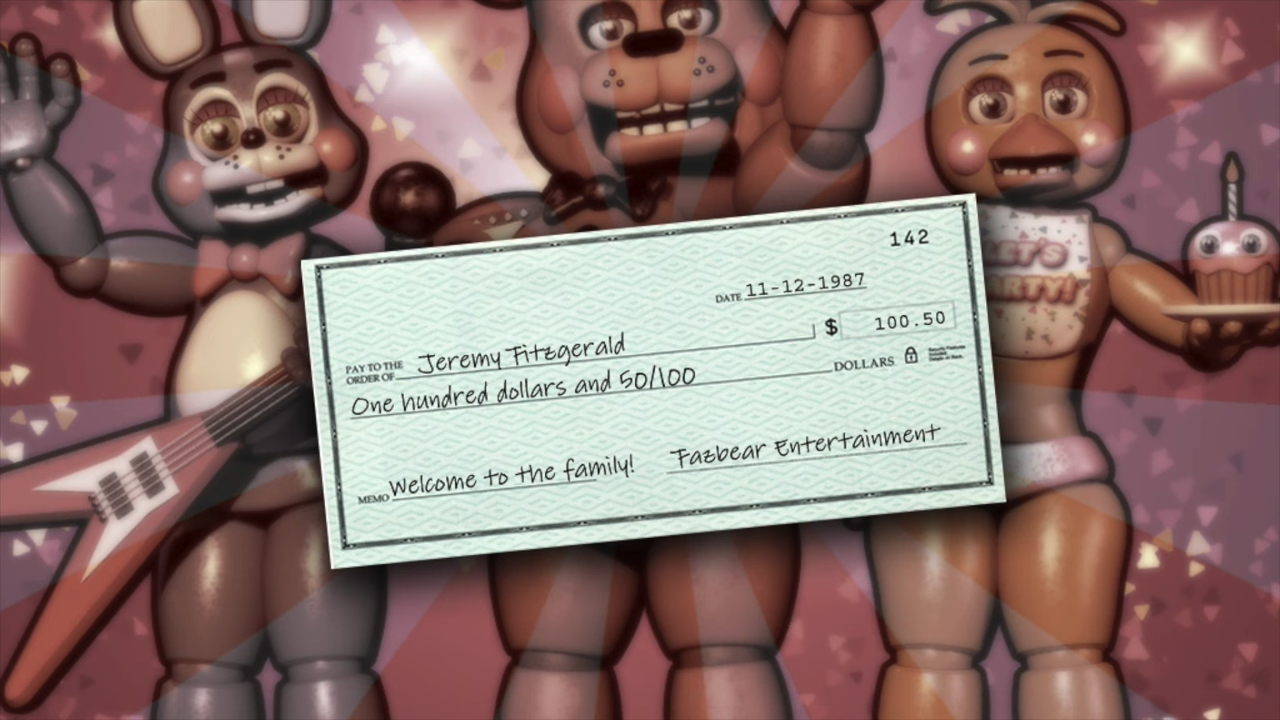 142
DATE 11-12-1987
PAY TO THE
ORDER OF Jeremy Fitzgerald $ 100.50
One hundred dollars and 50/100 DOLLARS
MEMO Welcome to the family! Fazbear Entertainment